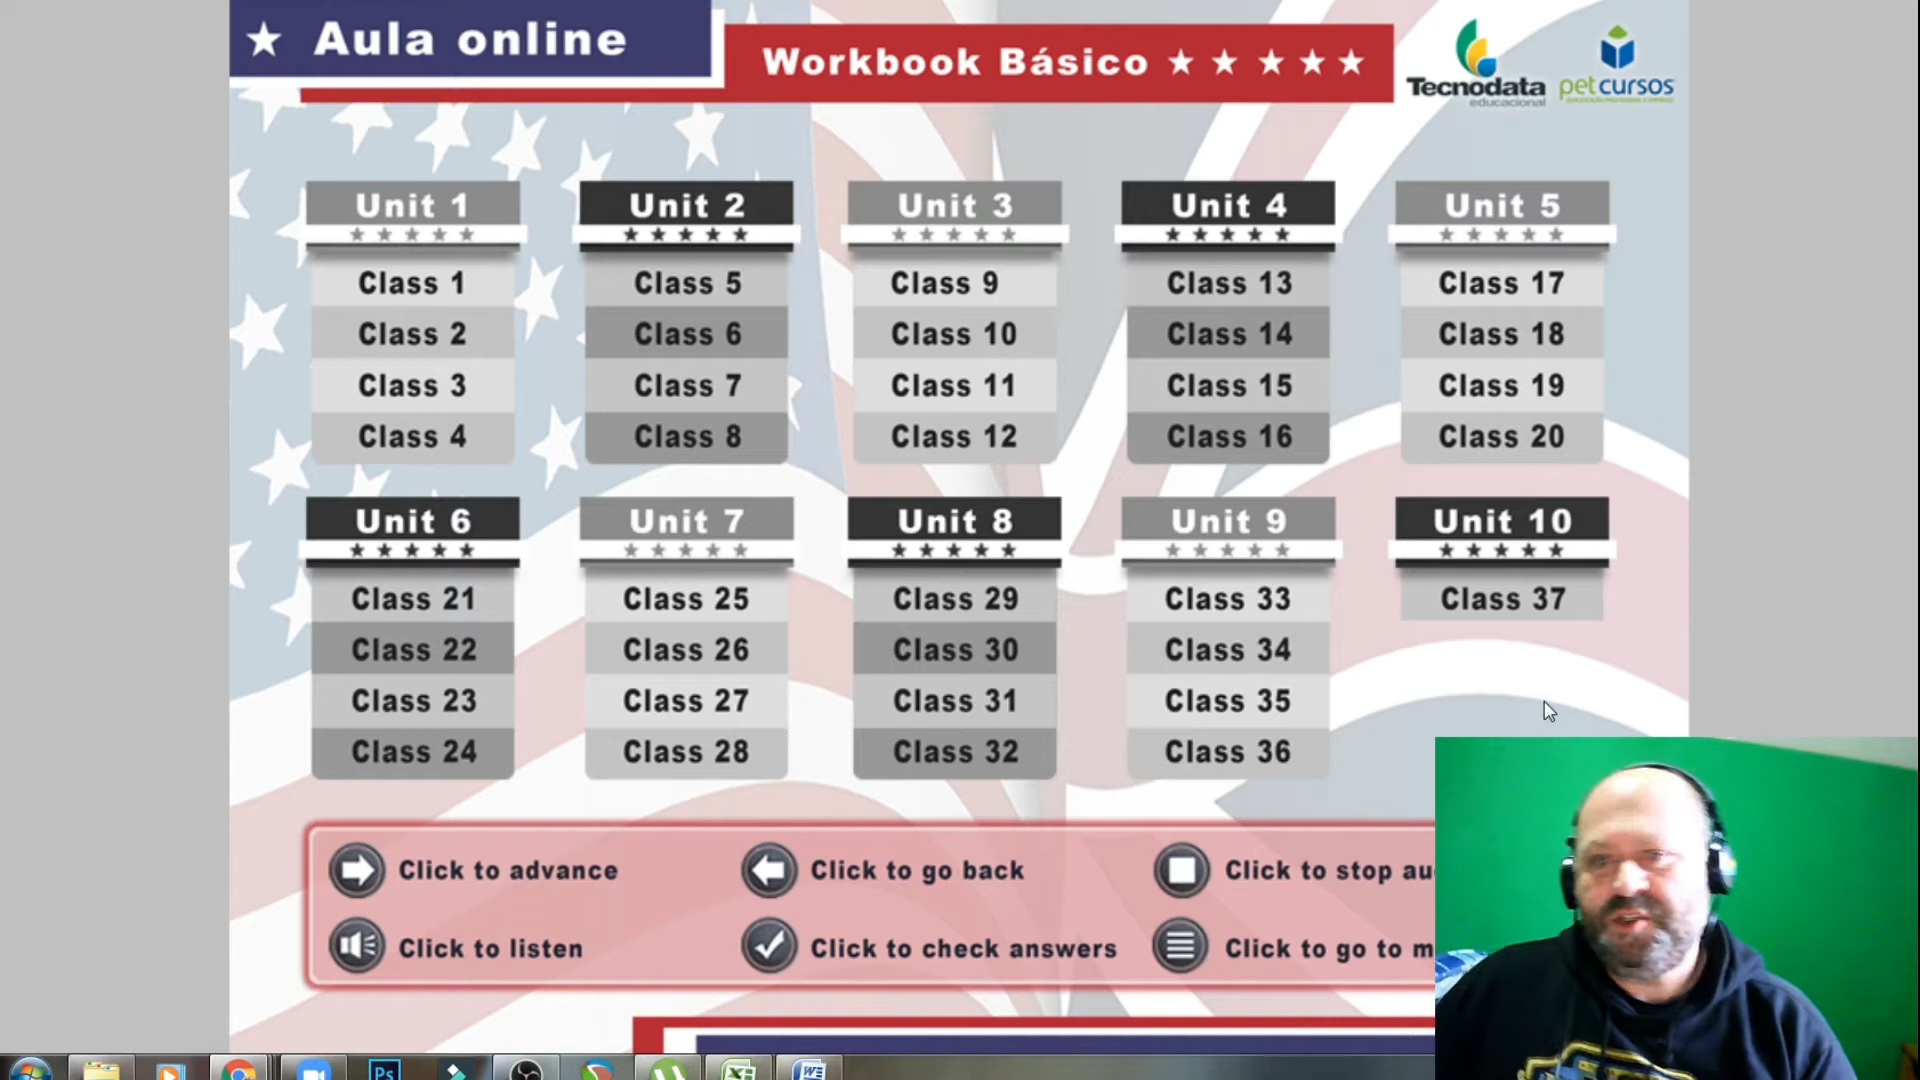 ★ Aula online
Workbook Básico ★ ★ ★ ★ ★
Tecnodata
educacional
petcursos
Unit 1
Class 1
Class 2
Class 3
Class 4
Unit 2
Class 5
Class 6
Class 7
Class 8
Unit 3
Class 9
Class 10
Class 11
Class 12
Unit 4
Class 13
Class 14
Class 15
Class 16
Unit 5
Class 17
Class 18
Class 19
Class 20
Unit 6
Class 21
Class 22
Class 23
Class 24
Unit 7
Class 25
Class 26
Class 27
Class 28
Unit 8
Class 29
Class 30
Class 31
Class 32
Unit 9
Class 33
Class 34
Class 35
Class 36
Unit 10
Class 37
Click to advance
Click to go back
Click to stop au
Click to listen
Click to check answers
Click to go to m
Ps